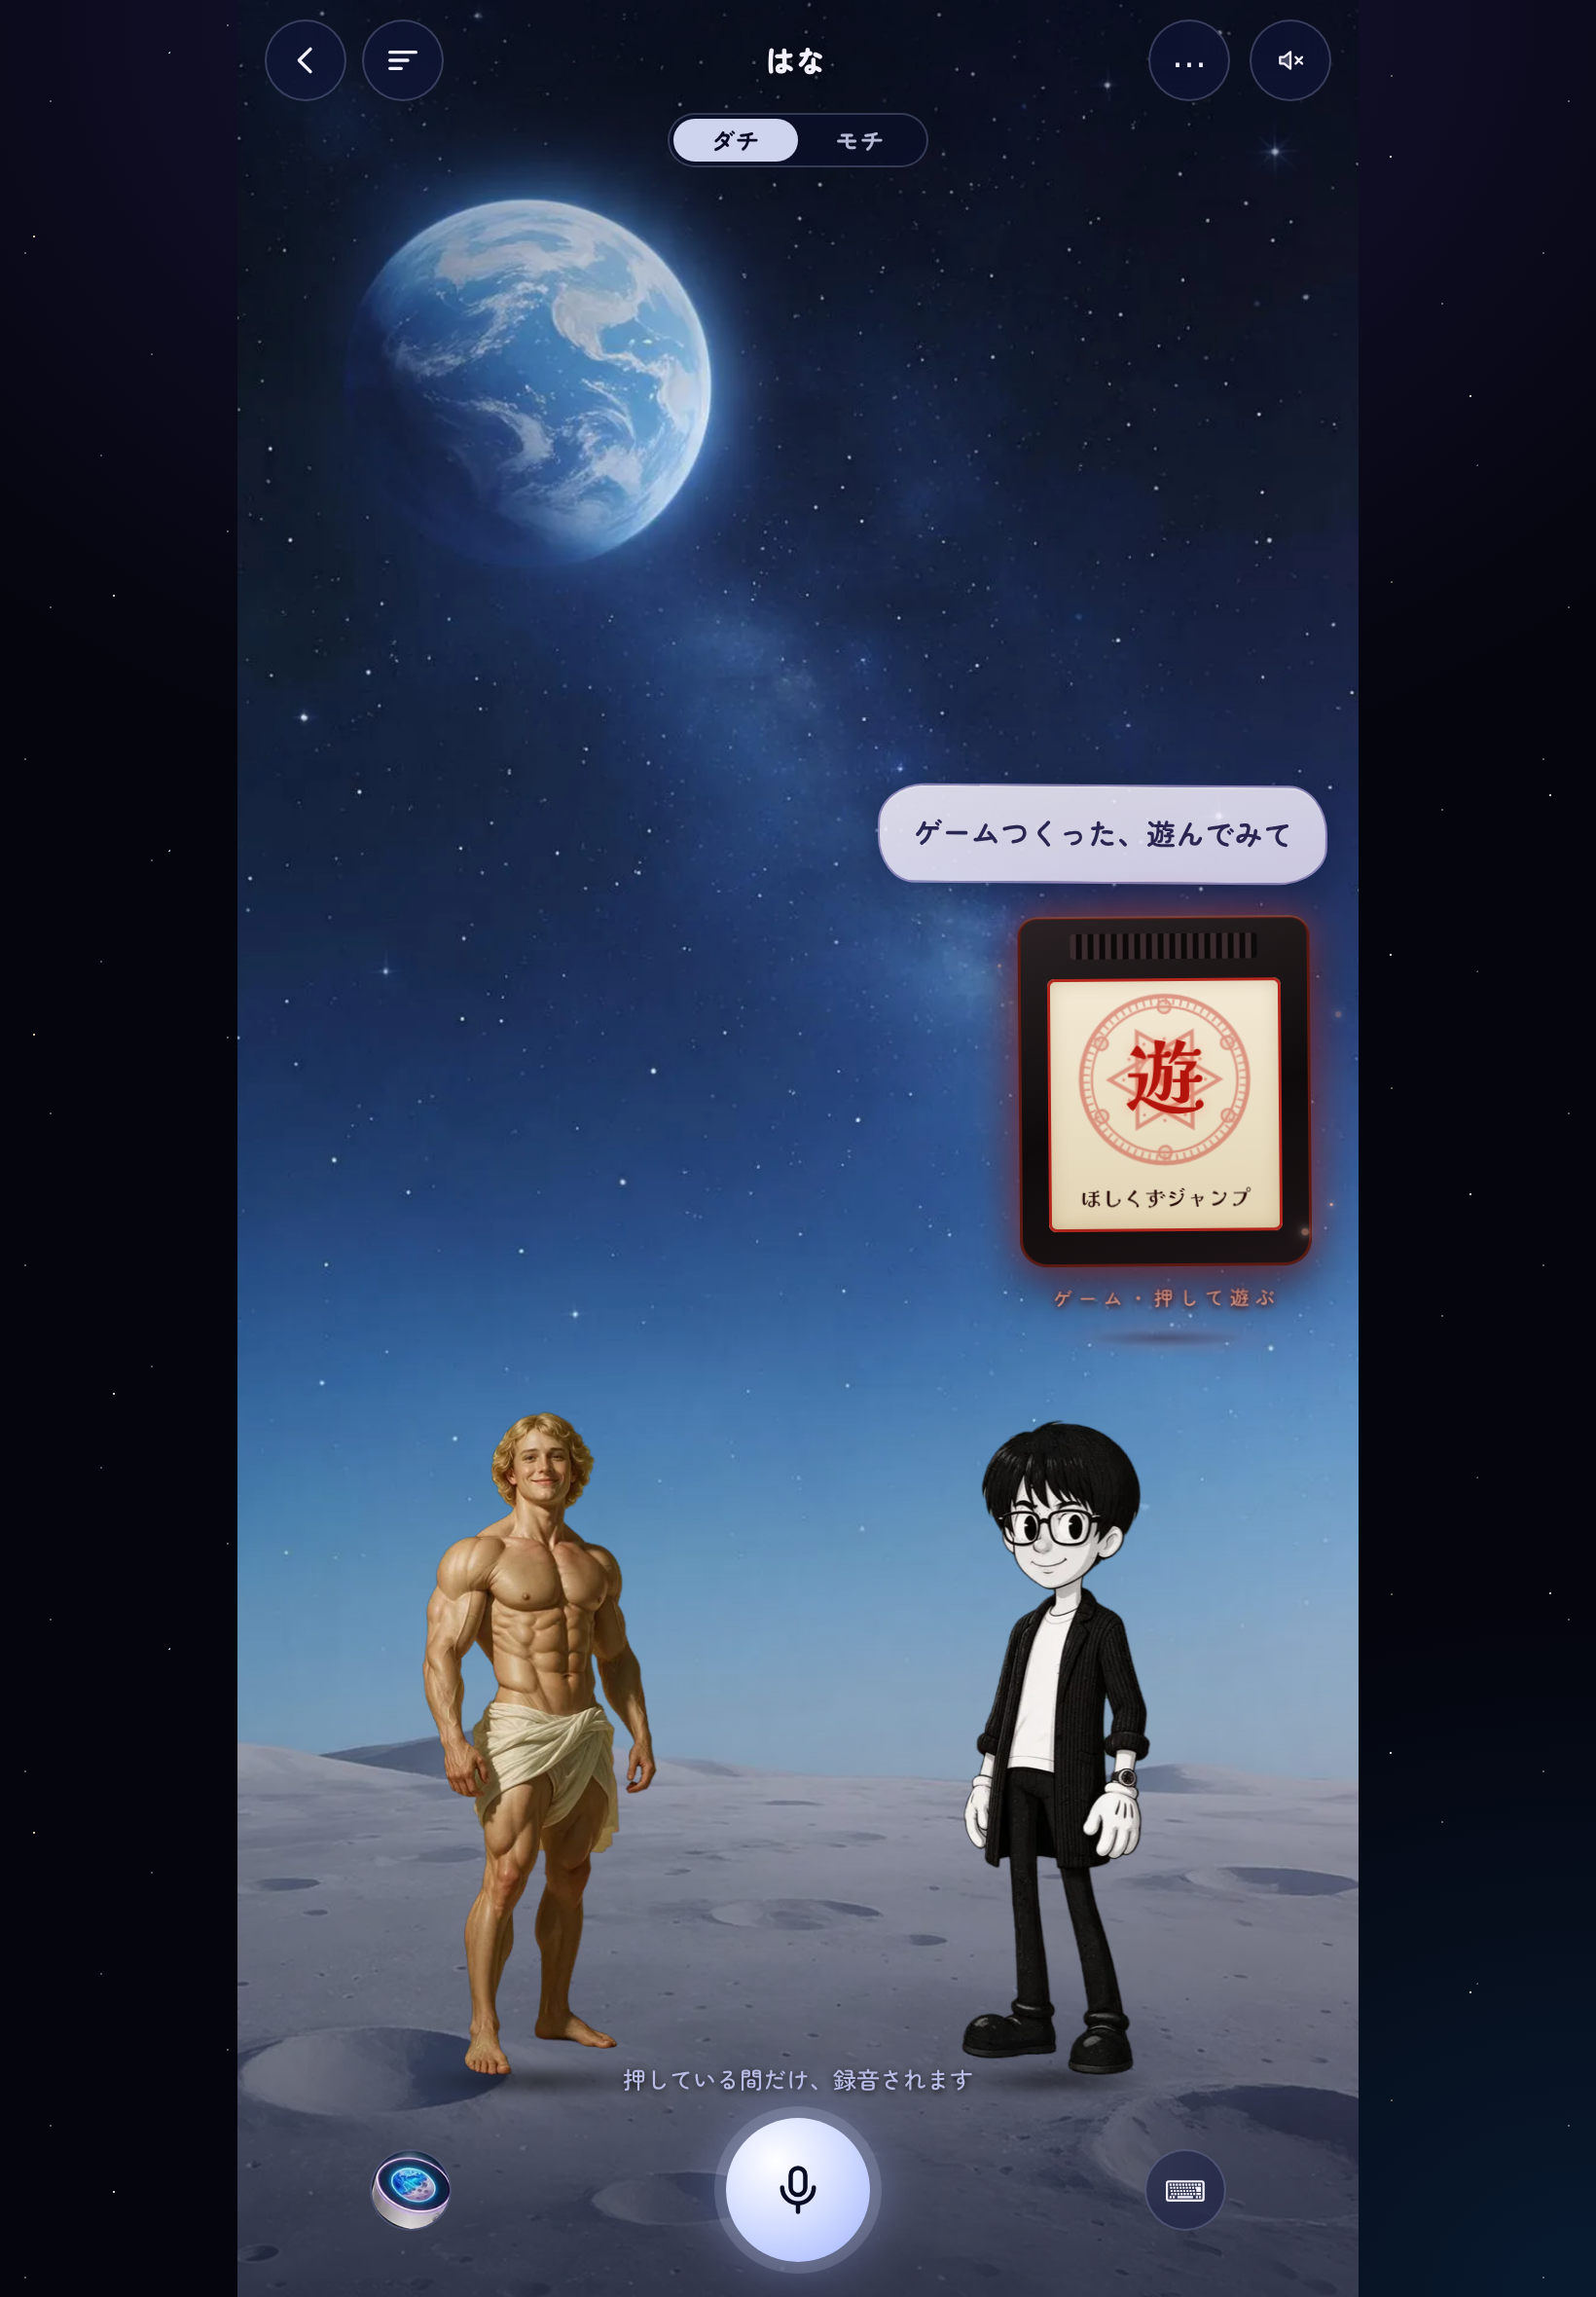 はな
ダチ モチ
ゲームつくった、遊んでみて
遊
ほしくずジャンプ
ゲーム・押して遊ぶ
押している間だけ、録音されます